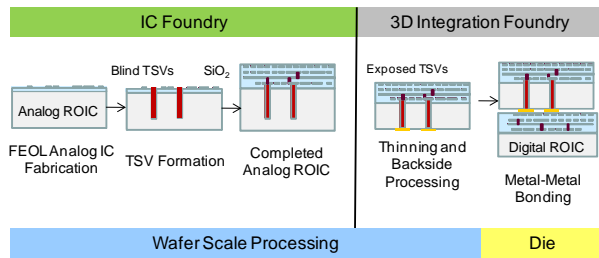 IC Foundry
3D Integration Foundry
Blind TSVs
SiO2
Exposed TSVs
Analog ROIC
Digital ROIC
FEOL Analog IC
Fabrication
TSV Formation
Completed
Analog ROIC
Thinning and
Backside
Processing
Metal-Metal
Bonding
Wafer Scale Processing
Die